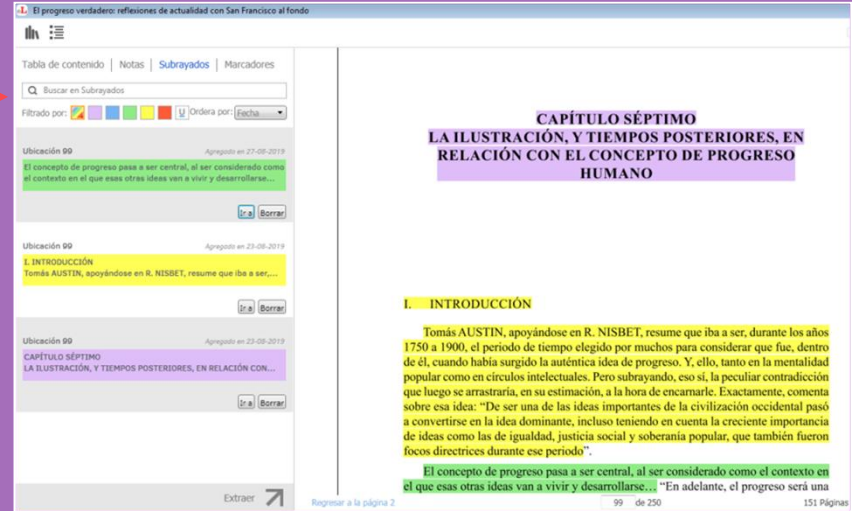 El progreso verdadero: reflexiones de actualidad con San Francisco al fondo
Tabla de contenido | Notas | Subrayados | Marcadores
Buscar en Subrayados
Filtrado por: U Ordera por: Fecha
Ubicación 99 Agregado en 27-08-2019
El concepto de progreso pasa a ser central, al ser considerado como
el contexto en el que esas otras ideas van a vivir y desarrollarse...
Ir a Borrar
Ubicación 99 Agregado en 23-08-2019
I. INTRODUCCIÓN
Tomás AUSTIN, apoyándose en R. NISBET, resume que iba a ser,...
Ir a Borrar
Ubicación 99 Agregado en 23-08-2019
CAPÍTULO SÉPTIMO
LA ILUSTRACIÓN, Y TIEMPOS POSTERIORES, EN RELACIÓN CON...
Ir a Borrar
Extraer
CAPÍTULO SÉPTIMO
LA ILUSTRACIÓN, Y TIEMPOS POSTERIORES, EN
RELACIÓN CON EL CONCEPTO DE PROGRESO
HUMANO
I. INTRODUCCIÓN
Tomás AUSTIN, apoyándose en R. NISBET, resume que iba a ser, durante los años
1750 a 1900, el periodo de tiempo elegido por muchos para considerar que fue, dentro
de él, cuando había surgido la auténtica idea de progreso. Y, ello, tanto en la mentalidad
popular como en círculos intelectuales. Pero subrayando, eso sí, la peculiar contradicción
que luego se arrastraría, en su estimación, a la hora de encarnarle. Exactamente, comenta
sobre esa idea: “De ser una de las ideas importantes de la civilización occidental pasó
a convertirse en la idea dominante, incluso teniendo en cuenta la creciente importancia
de ideas como las de igualdad, justicia social y soberanía popular, que también fueron
focos directrices durante ese periodo”.
El concepto de progreso pasa a ser central, al ser considerado como el contexto en
el que esas otras ideas van a vivir y desarrollarse… “En adelante, el progreso será una
Regresar a la página 2 99 de 250 151 Páginas